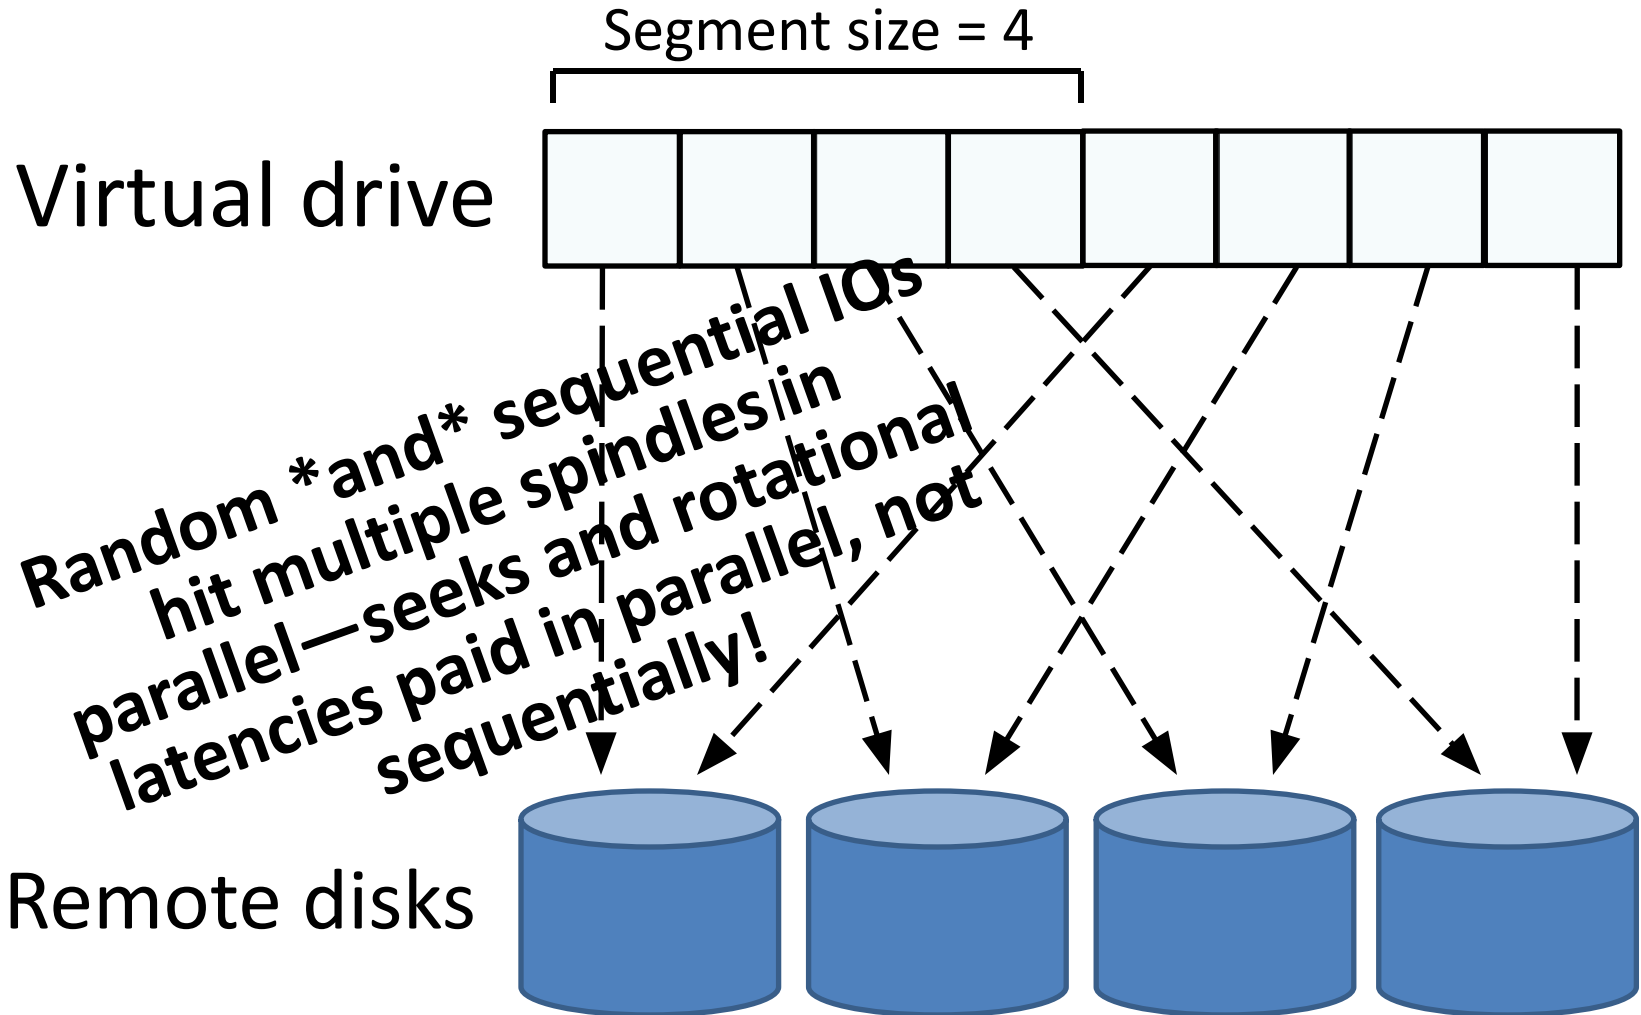 Segment size = 4
Virtual drive
Random *and* sequential IOs
hit multiple spindles in
parallel—seeks and rotational
latencies paid in parallel, not
sequentially!
Remote disks